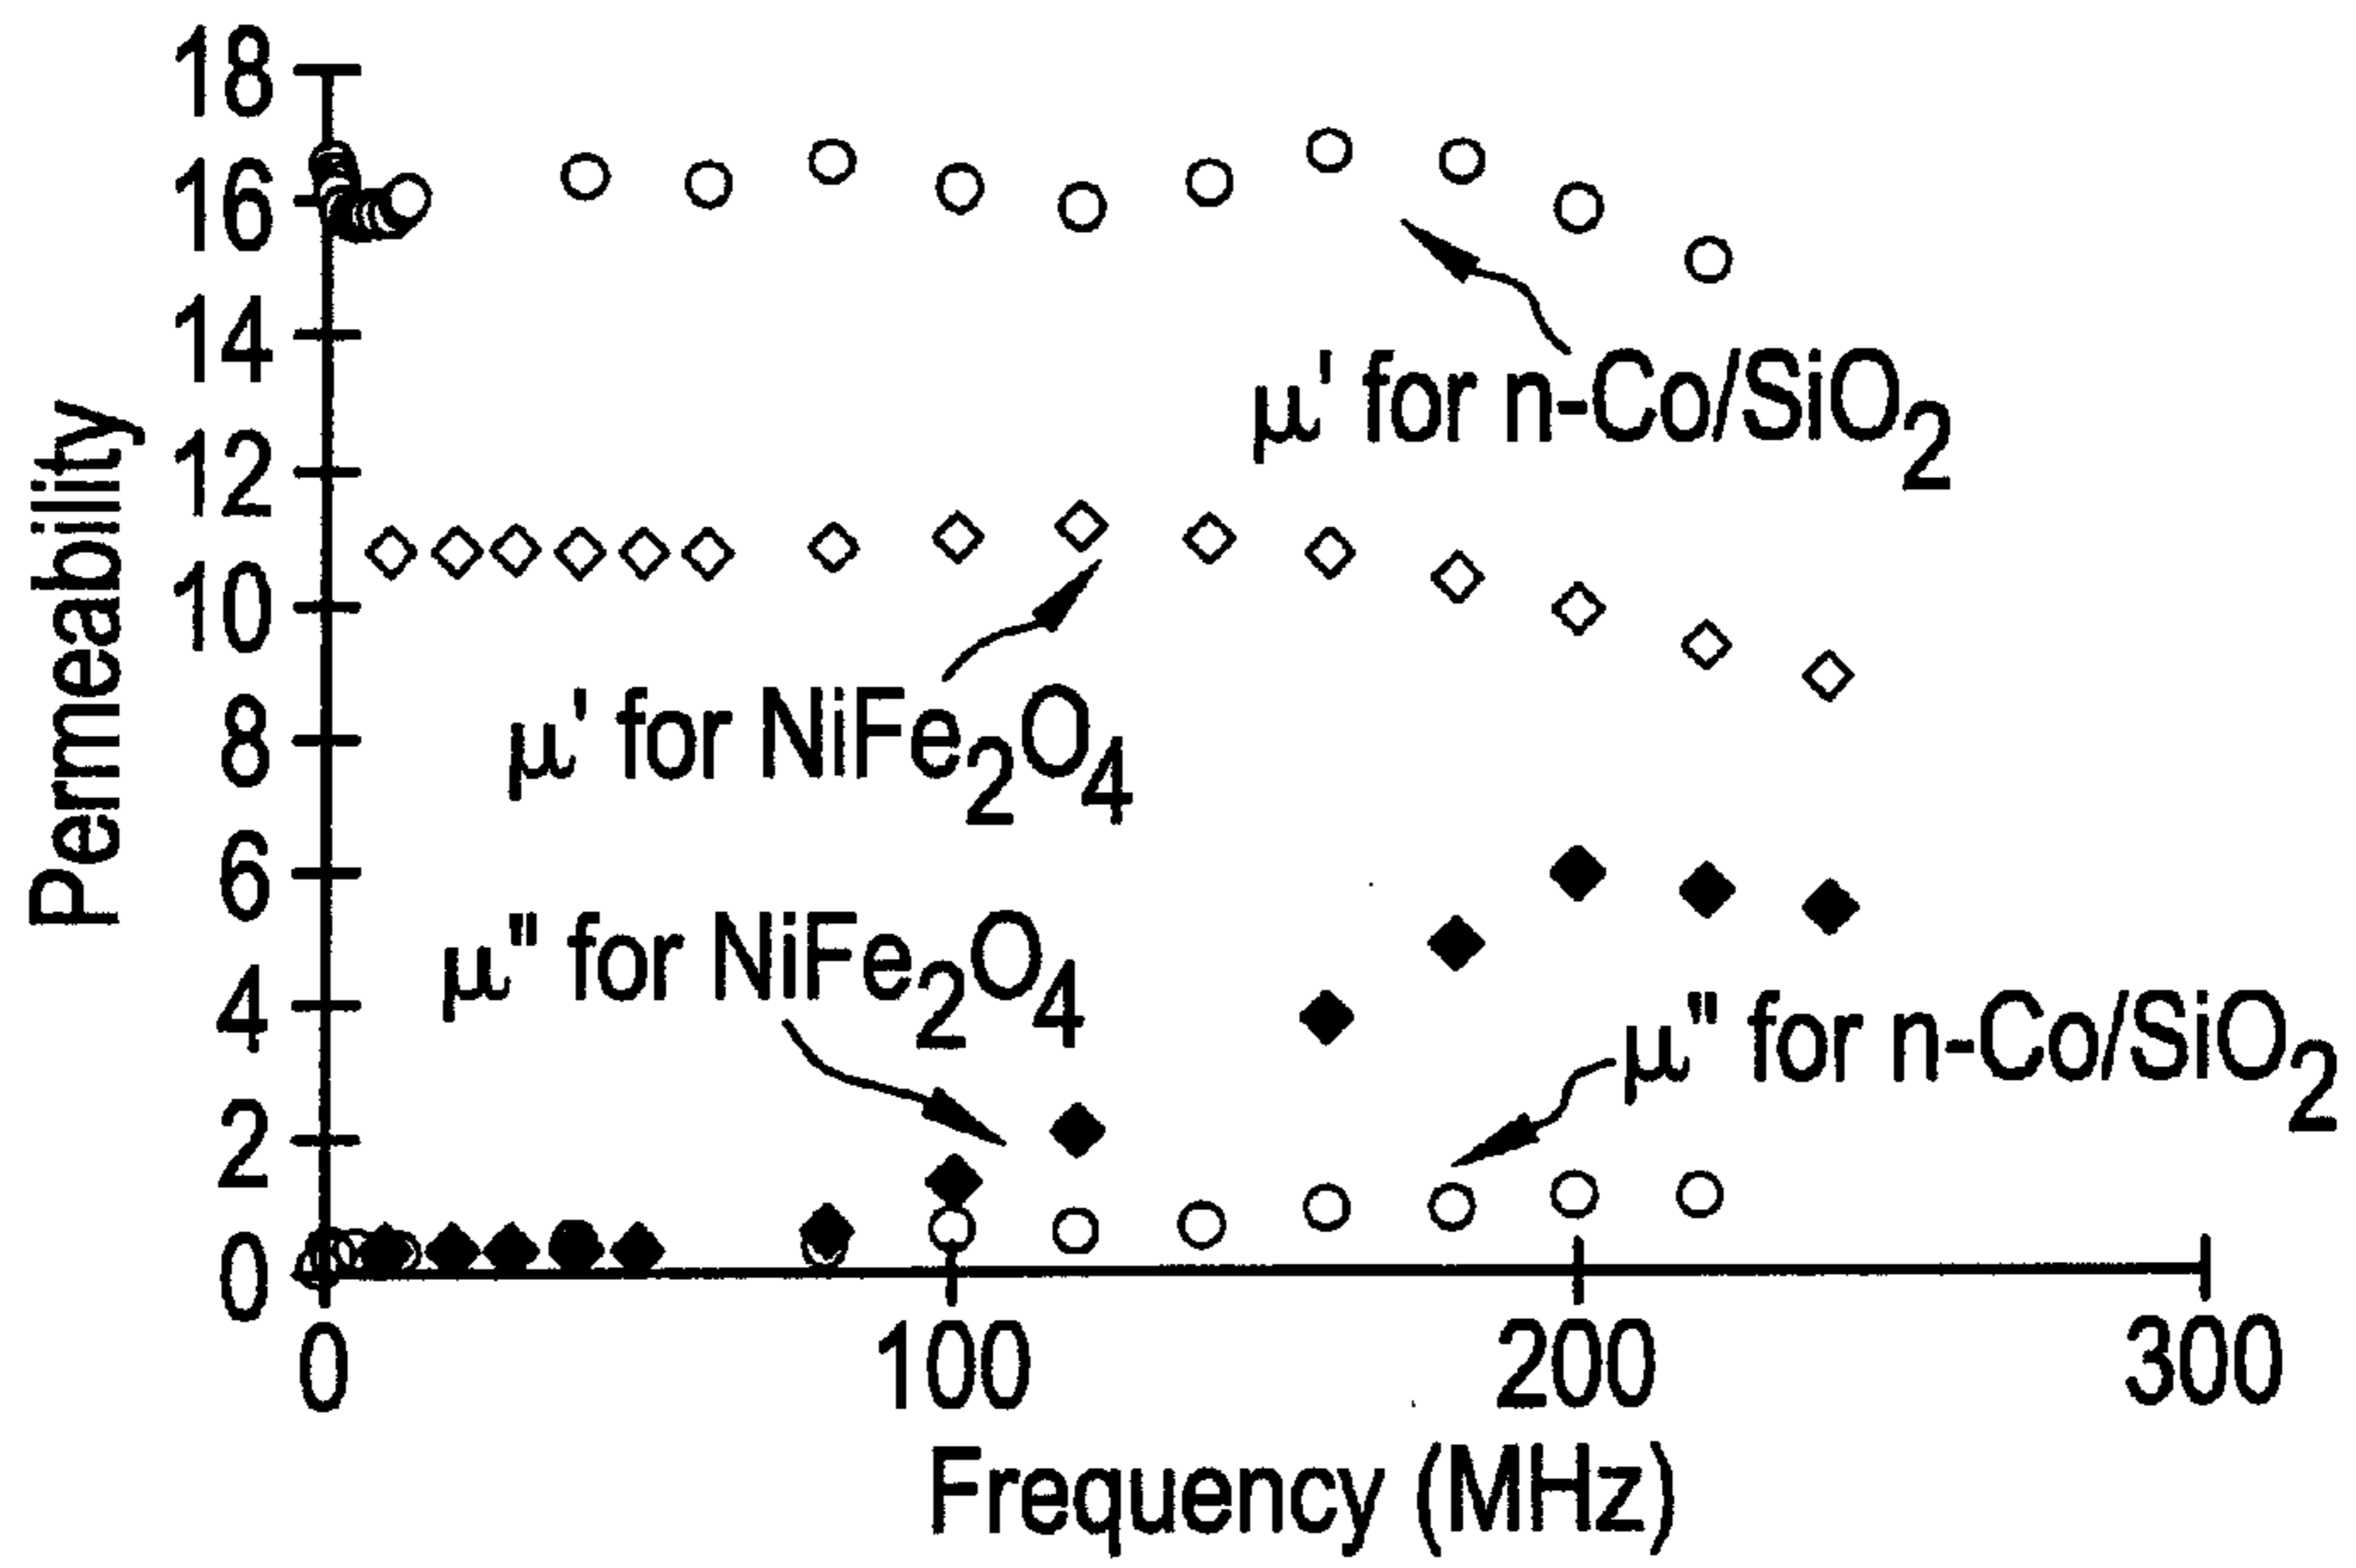 Permeability
18
16
14
12
10
8
6
4
2
0
μ' for n-Co/SiO2
μ' for NiFe2O4
μ" for NiFe2O4
μ" for n-Co/SiO2
0 100 200 300
Frequency (MHz)